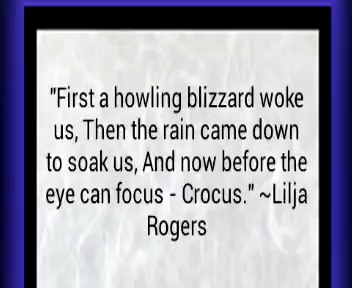 "First a howling blizzard woke
us, Then the rain came down
to soak us, And now before the
eye can focus - Crocus." ~Lilja
Rogers